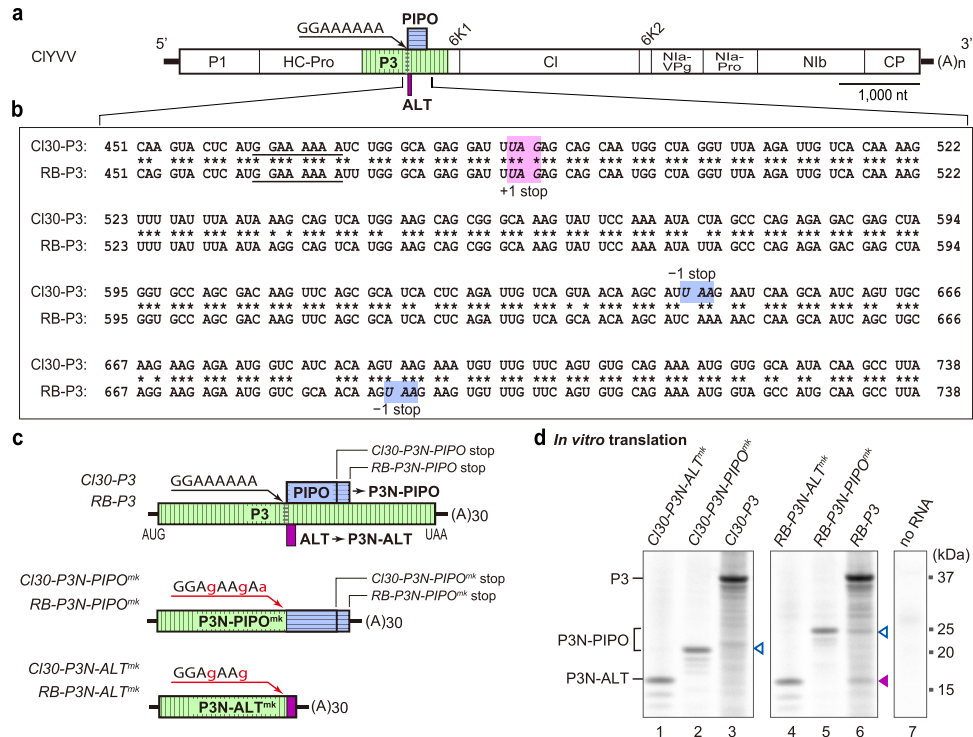 a
ClYVV
5'
GGAAAAAA
PIPO
6K1
6K2
3'
P1
HC-Pro
P3
CI
NIa-
VPg
NIa-
Pro
NIb
CP
(A)n
ALT
1,000 nt
b
Cl30-P3: 451 CAA GUA CUC AUG GAA AAA AUC UGG GCA GAG GAU UUA GAG CAG CAA UGG CUA GGU UUA AGA UUG UCA CAA AAG 522
RB-P3: 451 CAG GUA CUC AUG GAA AAA AUU UGG GCA GAG GAU UUA GAG CAG CAA UGG CUA GGU UUA AGA UUG UCA CAA AAG 522
+1 stop
Cl30-P3: 523 UUU UAU UUA AUA AAG CAG UCA UGG AAG CAG CGG GCA AAG UAU UCC AAA AUA CUA GCC CAG AGA GAC GAG CUA 594
RB-P3: 523 UUU UAU UUA AUA AGG CAG UCA UGG AAG CAG CGG GCA AAG UAU UCC AAA AUA UUA GCC CAG AGA GAC GAG CUA 594
−1 stop
Cl30-P3: 595 GGU GCC AGC GAC AAG UUC AGC GCA UCA CUC AGA UUG UCA GUA ACA AGC AUU AAG AAU CAA GCA AUC AGU UGC 666
RB-P3: 595 GGU GCC AGC GAC AAG UUC AGC GCA UCA CUC AGA UUG UCA GCA ACA AGC AUC AAA AAC CAA GCA AUC AGC UGC 666
Cl30-P3: 667 AAG AAG AGA AUG GUC AUC ACA AGU AAG AAA UGU UGU UUC AGU GUG CAG AAA AUG GUG GCA AUA CAA GCC UUA 738
RB-P3: 667 AGG AAG AGA AUG GUC GCA ACA AGU AAG AAG UGU UGU UUC AGU GUG CAG AAA AUG GUA GCC AUG CAA GCC UUA 738
−1 stop
c
Cl30-P3
RB-P3
GGAAAAAA
Cl30-P3N-PIPO stop
RB-P3N-PIPO stop
PIPO
P3N-PIPO
P3
(A)30
AUG
ALT
P3N-ALT
UAA
Cl30-P3N-PIPOmk
RB-P3N-PIPOmk
GGAgAAgAa
Cl30-P3N-PIPOmk stop
RB-P3N-PIPOmk stop
P3N-PIPOmk
(A)30
Cl30-P3N-ALTmk
RB-P3N-ALTmk
GGAgAAg
P3N-ALTmk
(A)30
d In vitro translation
Cl30-P3N-ALTmk
Cl30-P3N-PIPOmk
Cl30-P3
RB-P3N-ALTmk
RB-P3N-PIPOmk
RB-P3
no RNA
(kDa)
P3
37
P3N-PIPO
25
20
P3N-ALT
15
1 2 3 4 5 6 7